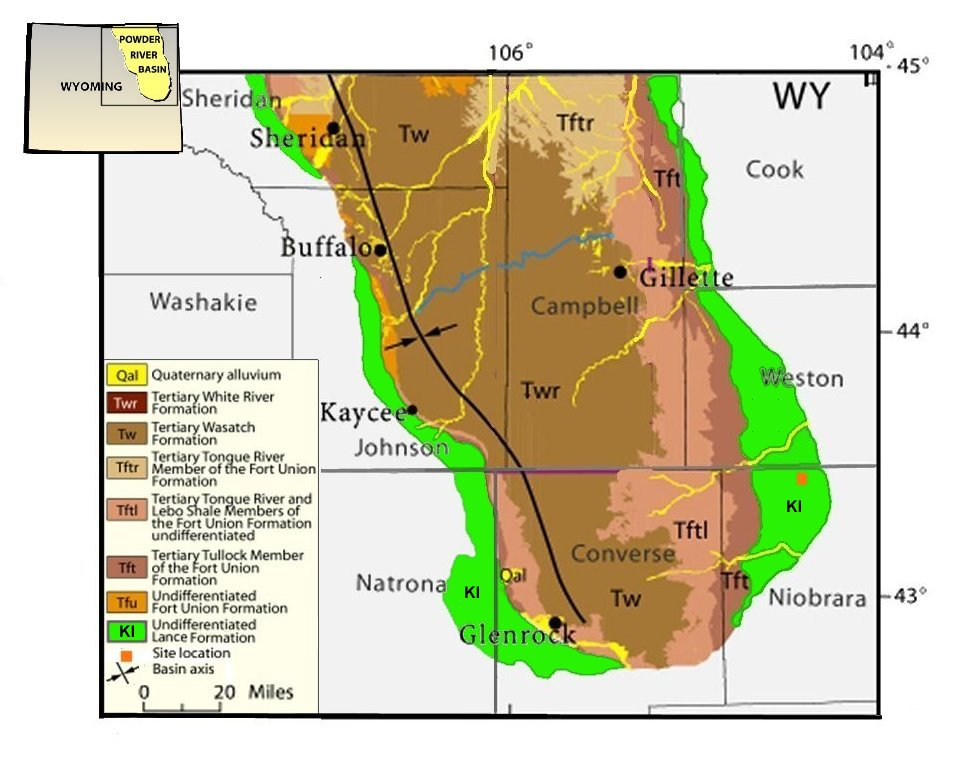 POWDER
RIVER
BASIN
WYOMING
106°
104°
45°
WY
Sheridan
Sheridan
Tw
Tftr
Tft
Cook
Buffalo
Gillette
Washakie
Campbell
44°
Twr
Weston
Kaycee
Johnson
Kl
Tftl
Converse
Natrona
Qal
Kl
Tw
Tft
Niobrara
43°
Glenrock
Qal Quaternary alluvium
Twr Tertiary White River
Formation
Tw Tertiary Wasatch
Formation
Tftr Tertiary Tongue River
Member of the Fort Union
Formation
Tftl Tertiary Tongue River and
Lebo Shale Members of
the Fort Union Formation
undifferentiated
Tft Tertiary Tullock Member
of the Fort Union
Formation
Tfu Undifferentiated
Fort Union Formation
Kl Undifferentiated
Lance Formation
Site location
Basin axis
0 20 Miles